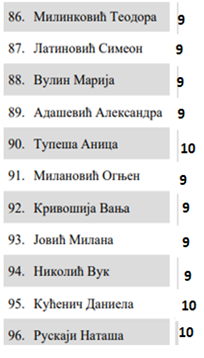 86. Милинковић Теодора 9
87. Латиновић Симеон 9
88. Вулин Марија 9
89. Адашевић Александра 9
90. Тупеша Аница 10
91. Милановић Огњен 9
92. Кривошија Вања 9
93. Јовић Милана 9
94. Николић Вук 9
95. Кућенич Даниела 10
96. Рускаји Наташа 10